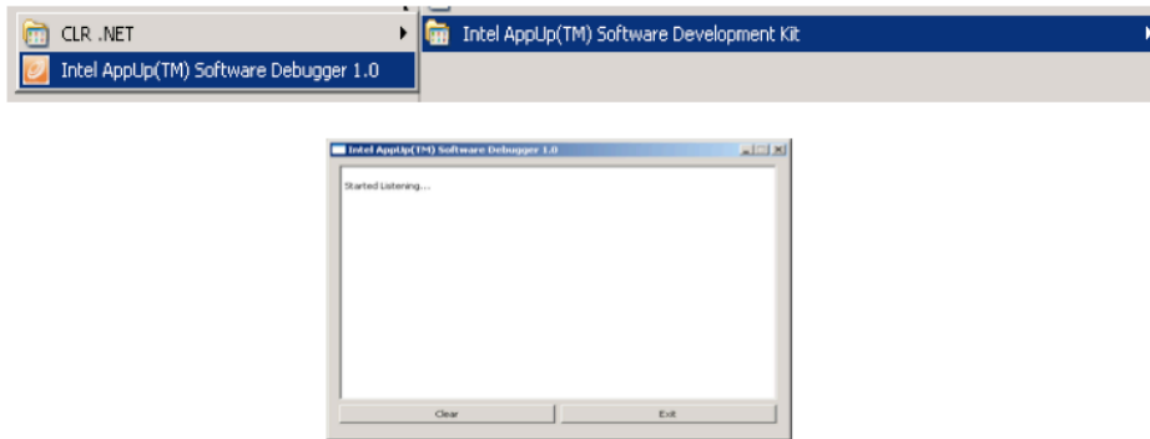 CLR .NET
Intel AppUp(TM) Software Development Kit
Intel AppUp(TM) Software Debugger 1.0
Intel AppUp(TM) Software Debugger 1.0
Started Listening...
Clear
Exit